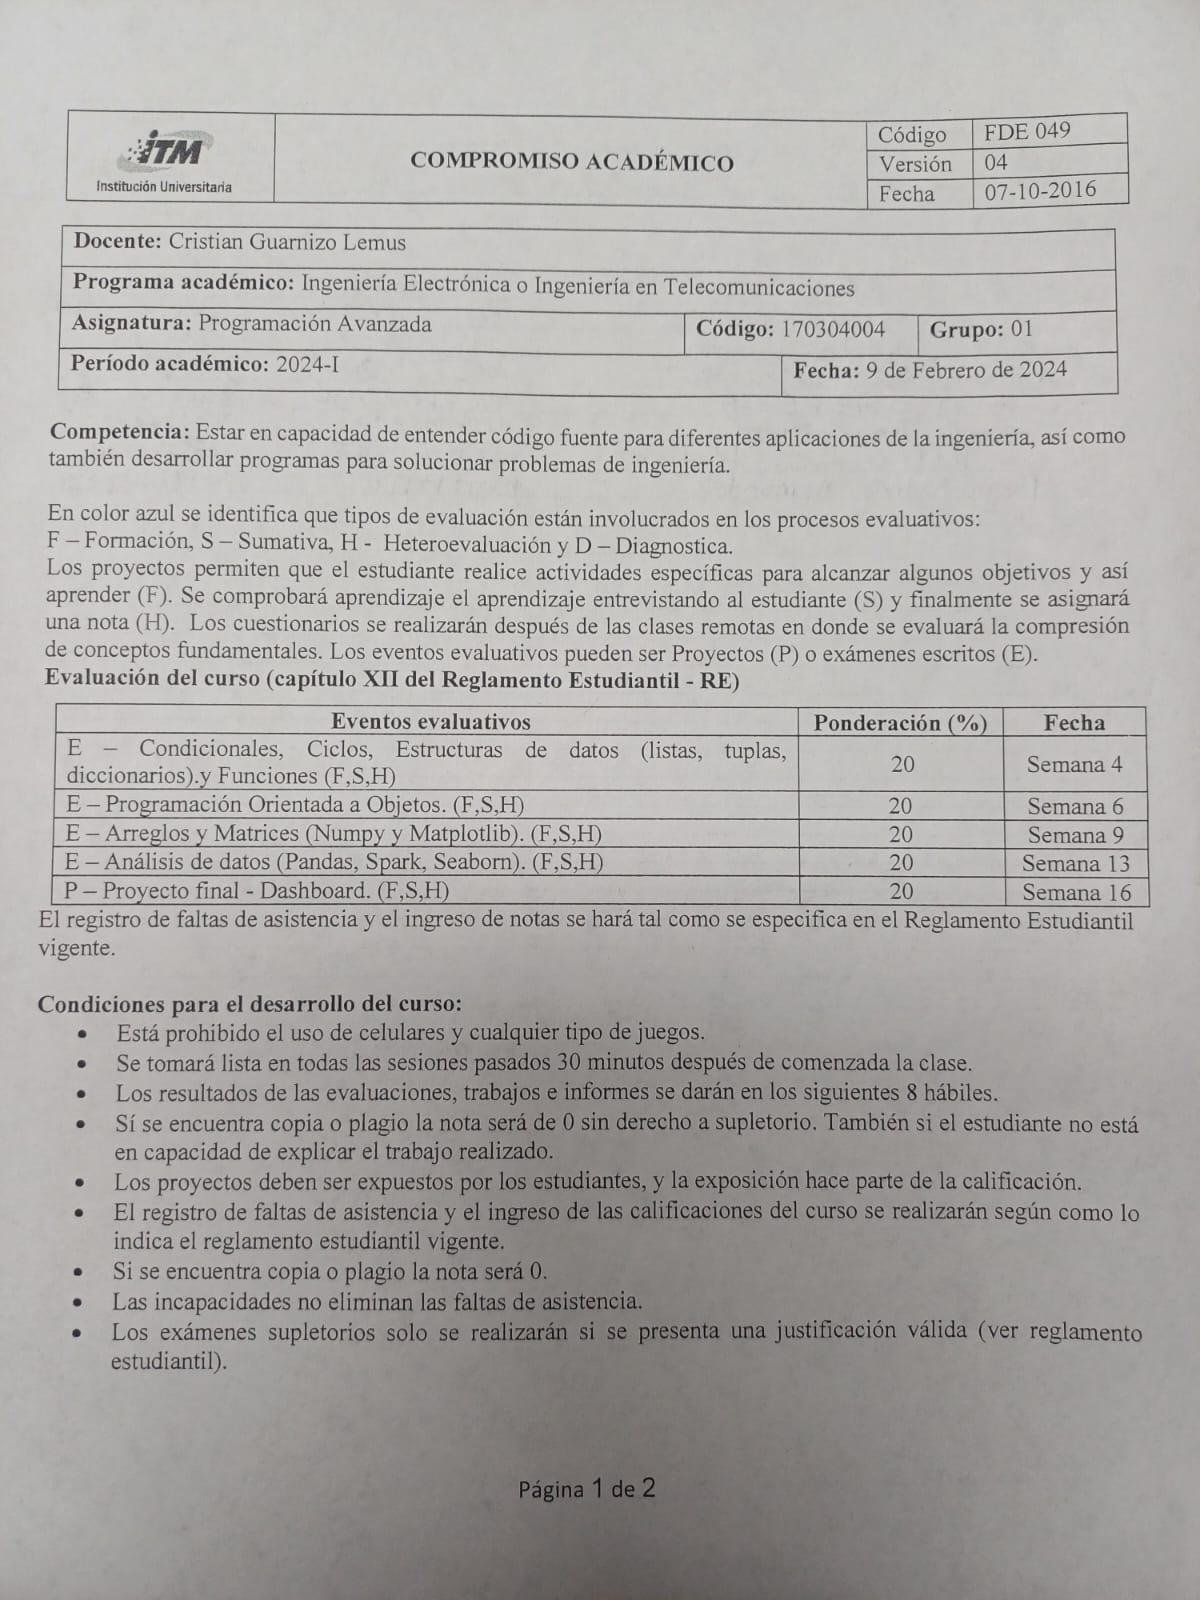 ITM
Institución Universitaria
COMPROMISO ACADÉMICO
Código FDE 049
Versión 04
Fecha 07-10-2016
Docente: Cristian Guarnizo Lemus
Programa académico: Ingeniería Electrónica o Ingeniería en Telecomunicaciones
Asignatura: Programación Avanzada Código: 170304004 Grupo: 01
Período académico: 2024-I Fecha: 9 de Febrero de 2024
Competencia: Estar en capacidad de entender código fuente para diferentes aplicaciones de la ingeniería, así como
también desarrollar programas para solucionar problemas de ingeniería.
En color azul se identifica que tipos de evaluación están involucrados en los procesos evaluativos:
F – Formación, S – Sumativa, H - Heteroevaluación y D – Diagnostica.
Los proyectos permiten que el estudiante realice actividades específicas para alcanzar algunos objetivos y así
aprender (F). Se comprobará aprendizaje el aprendizaje entrevistando al estudiante (S) y finalmente se asignará
una nota (H). Los cuestionarios se realizarán después de las clases remotas en donde se evaluará la compresión
de conceptos fundamentales. Los eventos evaluativos pueden ser Proyectos (P) o exámenes escritos (E).
Evaluación del curso (capítulo XII del Reglamento Estudiantil - RE)
Eventos evaluativos Ponderación (%) Fecha
E – Condicionales, Ciclos, Estructuras de datos (listas, tuplas,
diccionarios).y Funciones (F,S,H) 20 Semana 4
E – Programación Orientada a Objetos. (F,S,H) 20 Semana 6
E – Arreglos y Matrices (Numpy y Matplotlib). (F,S,H) 20 Semana 9
E – Análisis de datos (Pandas, Spark, Seaborn). (F,S,H) 20 Semana 13
P – Proyecto final - Dashboard. (F,S,H) 20 Semana 16
El registro de faltas de asistencia y el ingreso de notas se hará tal como se especifica en el Reglamento Estudiantil
vigente.
Condiciones para el desarrollo del curso:
• Está prohibido el uso de celulares y cualquier tipo de juegos.
• Se tomará lista en todas las sesiones pasados 30 minutos después de comenzada la clase.
• Los resultados de las evaluaciones, trabajos e informes se darán en los siguientes 8 hábiles.
• Sí se encuentra copia o plagio la nota será de 0 sin derecho a supletorio. También si el estudiante no está
en capacidad de explicar el trabajo realizado.
• Los proyectos deben ser expuestos por los estudiantes, y la exposición hace parte de la calificación.
• El registro de faltas de asistencia y el ingreso de las calificaciones del curso se realizarán según como lo
indica el reglamento estudiantil vigente.
• Si se encuentra copia o plagio la nota será 0.
• Las incapacidades no eliminan las faltas de asistencia.
• Los exámenes supletorios solo se realizarán si se presenta una justificación válida (ver reglamento
estudiantil).
Página 1 de 2